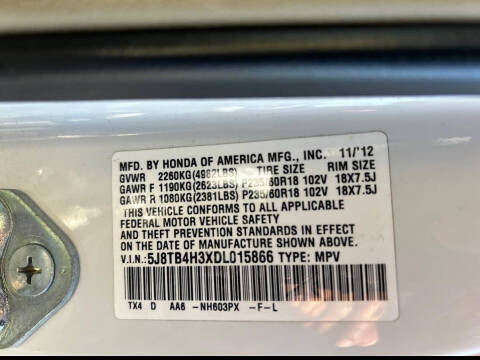 MFD. BY HONDA OF AMERICA MFG., INC. 11/'12
GVWR 2260KG(4982LBS) TIRE SIZE RIM SIZE
GAWR F 1190KG(2623LBS) P235/60R18 102V 18X7.5J
GAWR R 1080KG(2381LBS) P235/60R18 102V 18X7.5J
THIS VEHICLE CONFORMS TO ALL APPLICABLE
FEDERAL MOTOR VEHICLE SAFETY
AND THEFT PREVENTION STANDARDS IN EFFECT
ON THE DATE OF MANUFACTURE SHOWN ABOVE.
V.I.N.: 5J8TB4H3XDL015866 TYPE: MPV
TX4 D AA6 -NH603PX -F-L